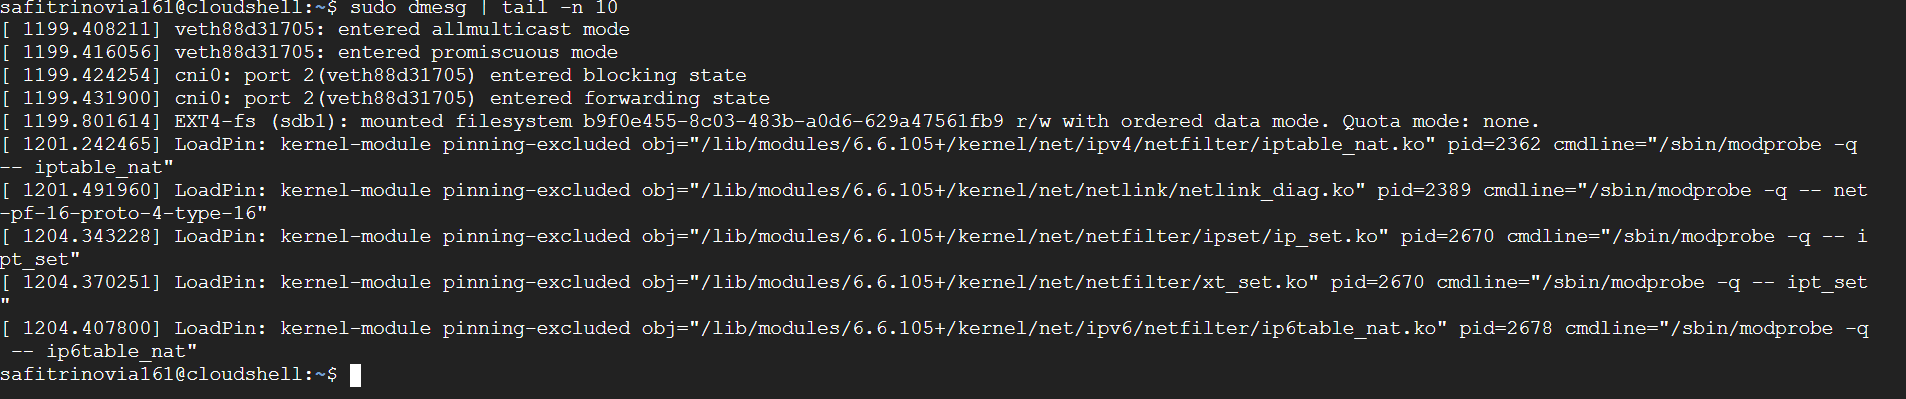 safitrinovia161@cloudshell:~$ sudo dmesg | tail -n 10
[ 1199.408211] veth88d31705: entered allmulticast mode
[ 1199.416056] veth88d31705: entered promiscuous mode
[ 1199.424254] cni0: port 2(veth88d31705) entered blocking state
[ 1199.431900] cni0: port 2(veth88d31705) entered forwarding state
[ 1199.801614] EXT4-fs (sdb1): mounted filesystem b9f0e455-8c03-483b-a0d6-629a47561fb9 r/w with ordered data mode. Quota mode: none.
[ 1201.242465] LoadPin: kernel-module pinning-excluded obj="/lib/modules/6.6.105+/kernel/net/ipv4/netfilter/iptable_nat.ko" pid=2362 cmdline="/sbin/modprobe -q
-- iptable_nat"
[ 1201.491960] LoadPin: kernel-module pinning-excluded obj="/lib/modules/6.6.105+/kernel/net/netlink/netlink_diag.ko" pid=2389 cmdline="/sbin/modprobe -q -- net
-pf-16-proto-4-type-16"
[ 1204.343228] LoadPin: kernel-module pinning-excluded obj="/lib/modules/6.6.105+/kernel/net/netfilter/ipset/ip_set.ko" pid=2670 cmdline="/sbin/modprobe -q -- i
pt_set"
[ 1204.370251] LoadPin: kernel-module pinning-excluded obj="/lib/modules/6.6.105+/kernel/net/netfilter/xt_set.ko" pid=2670 cmdline="/sbin/modprobe -q -- ipt_set
"
[ 1204.407800] LoadPin: kernel-module pinning-excluded obj="/lib/modules/6.6.105+/kernel/net/ipv6/netfilter/ip6table_nat.ko" pid=2678 cmdline="/sbin/modprobe -q
 -- ip6table_nat"
safitrinovia161@cloudshell:~$